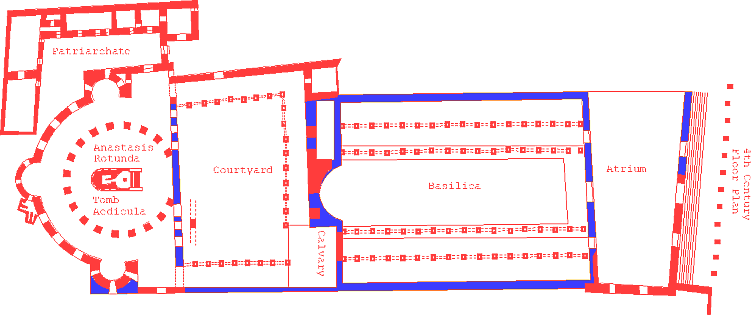 Patriarchate
Anastasis
Rotunda
Tomb
Aedicula
Courtyard
Calvary
Basilica
Atrium
4th Century
Floor Plan